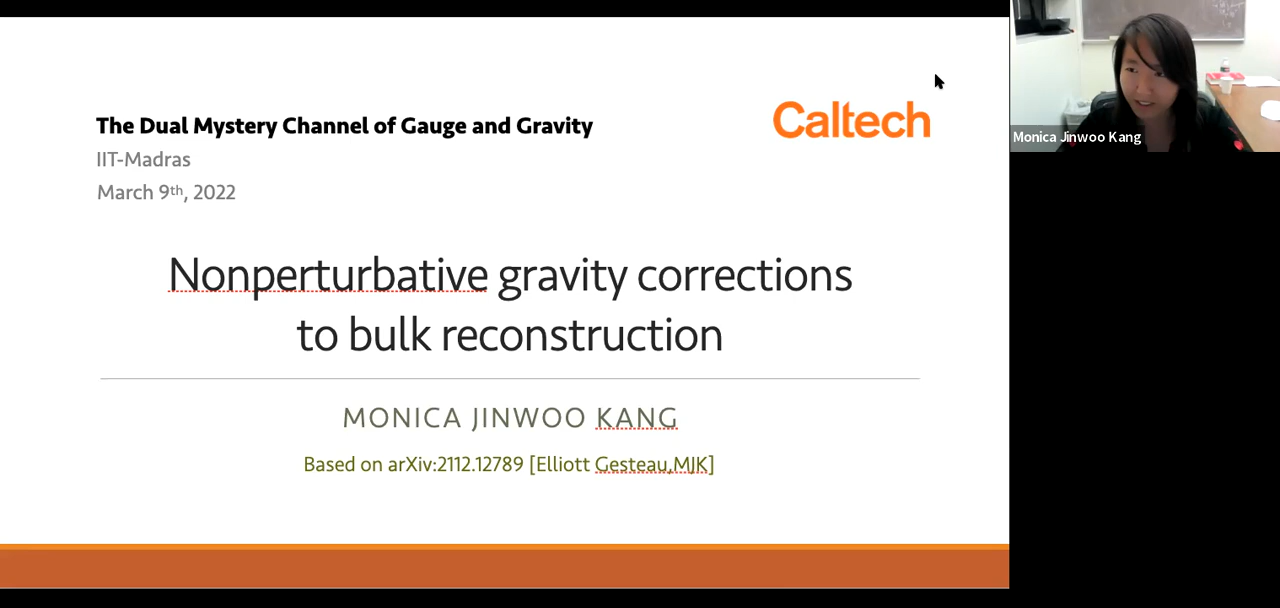 The Dual Mystery Channel of Gauge and Gravity
IIT-Madras
March 9th, 2022
Caltech
Nonperturbative gravity corrections
to bulk reconstruction
MONICA JINWOO KANG
Based on arXiv:2112.12789 [Elliott Gesteau,MJK]
Monica Jinwoo Kang